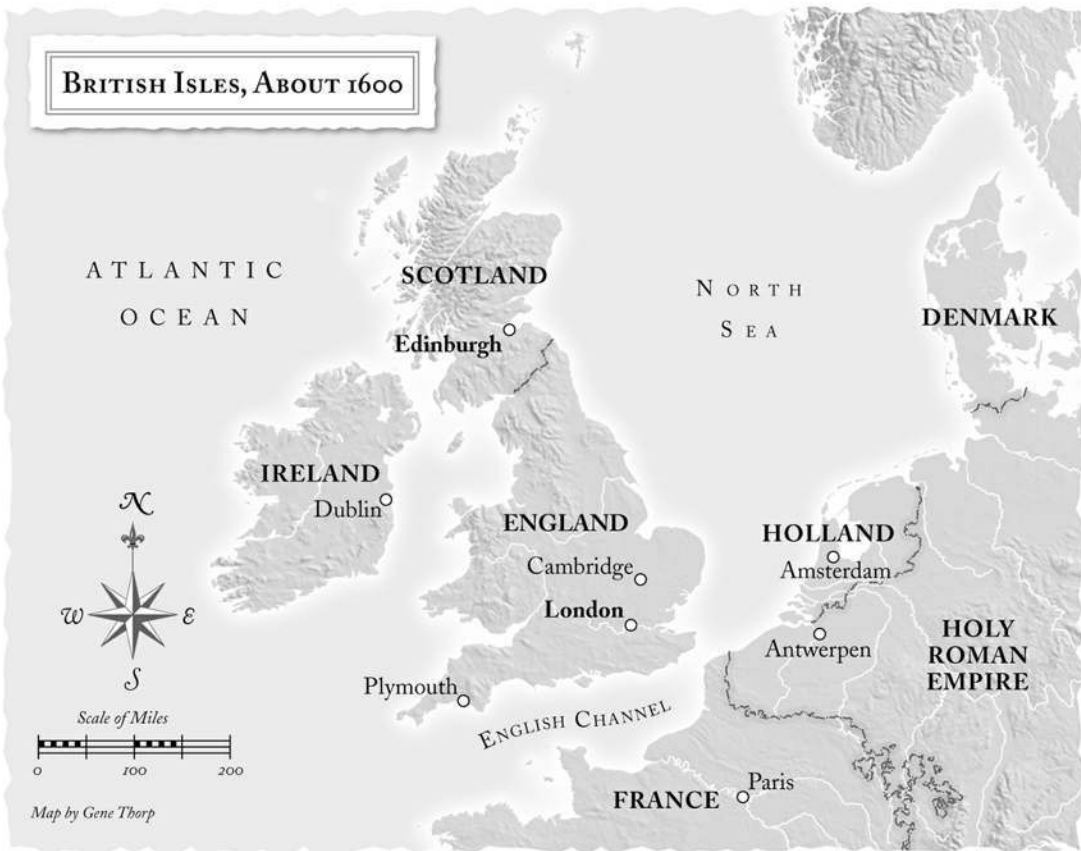 BRITISH ISLES, ABOUT 1600
ATLANTIC
OCEAN
SCOTLAND
NORTH
SEA
DENMARK
Edinburgh
IRELAND
Dublin
ENGLAND
HOLLAND
Cambridge
Amsterdam
London
Antwerpen
HOLY
ROMAN
EMPIRE
N
W
E
S
Plymouth
ENGLISH CHANNEL
Scale of Miles
0 100 200
Paris
FRANCE
Map by Gene Thorp